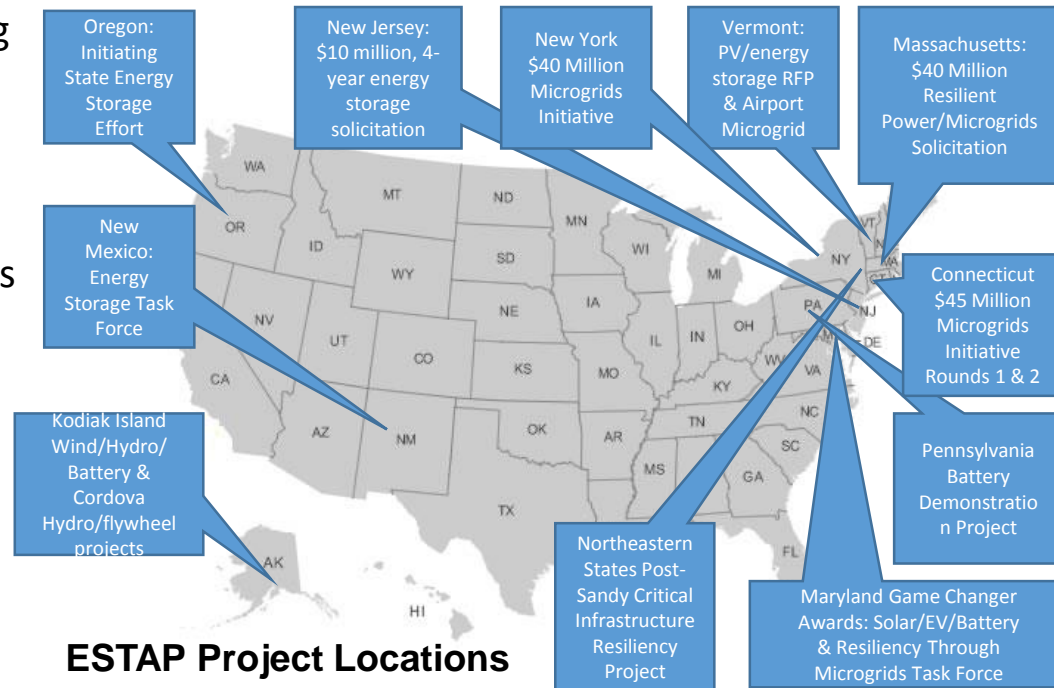 g
s
Oregon:
Initiating
State Energy
Storage
Effort
New Jersey:
$10 million, 4-
year energy
storage
solicitation
New York
$40 Million
Microgrids
Initiative
Vermont:
PV/energy
storage RFP
& Airport
Microgrid
Massachusetts:
$40 Million
Resilient
Power/Microgrids
Solicitation
New
Mexico:
Energy
Storage Task
Force
Connecticut
$45 Million
Microgrids
Initiative
Rounds 1 & 2
Kodiak Island
Wind/Hydro/
Battery &
Cordova
Hydro/flywheel
projects
Pennsylvania
Battery
Demonstratio
n Project
Northeastern
States Post-
Sandy Critical
Infrastructure
Resiliency
Project
Maryland Game Changer
Awards: Solar/EV/Battery
& Resiliency Through
Microgrids Task Force
WA
MT
ND
MN
VT
OR
ID
SD
WI
NY
MA
WY
MI
CT
NE
IA
PA
NJ
NV
UT
IL
IN
OH
DE
CO
KS
MO
WV
VA
CA
KY
AZ
NM
OK
AR
TN
NC
SC
MS
GA
TX
FL
AK
HI
ESTAP Project Locations